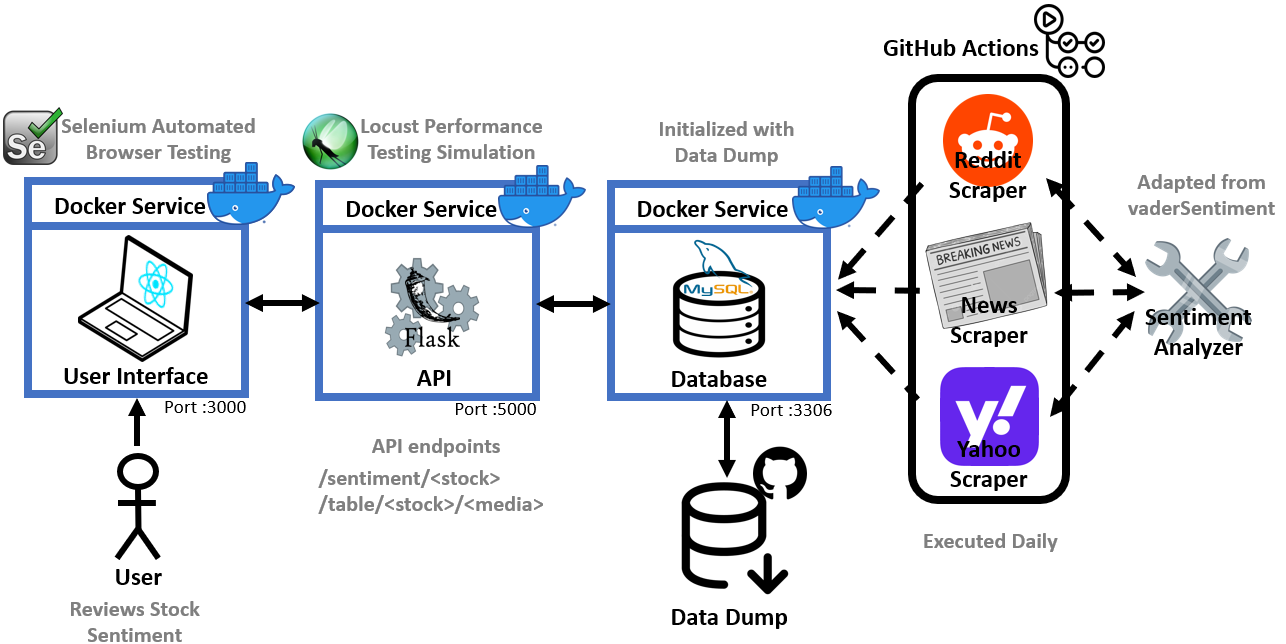 GitHub Actions
Se
Selenium Automated
Browser Testing
Locust Performance
Testing Simulation
Initialized with
Data Dump
Docker Service
Docker Service
Docker Service
User Interface
Port :3000
Flask
API
Port :5000
MySQL
Database
Port :3306
Reddit
Scraper
BREAKING NEWS
News
Scraper
y!
Yahoo
Scraper
Executed Daily
Adapted from
vaderSentiment
Sentiment
Analyzer
API endpoints
/sentiment/<stock>
/table/<stock>/<media>
User
Reviews Stock
Sentiment
Data Dump